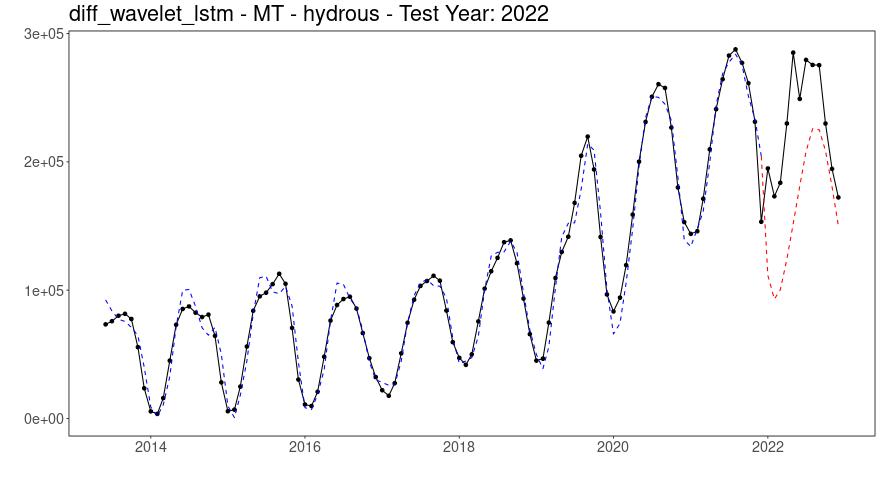 diff_wavelet_lstm - MT - hydrous - Test Year: 2022
3e+05
2e+05
1e+05
0e+00
2014 2016 2018 2020 2022